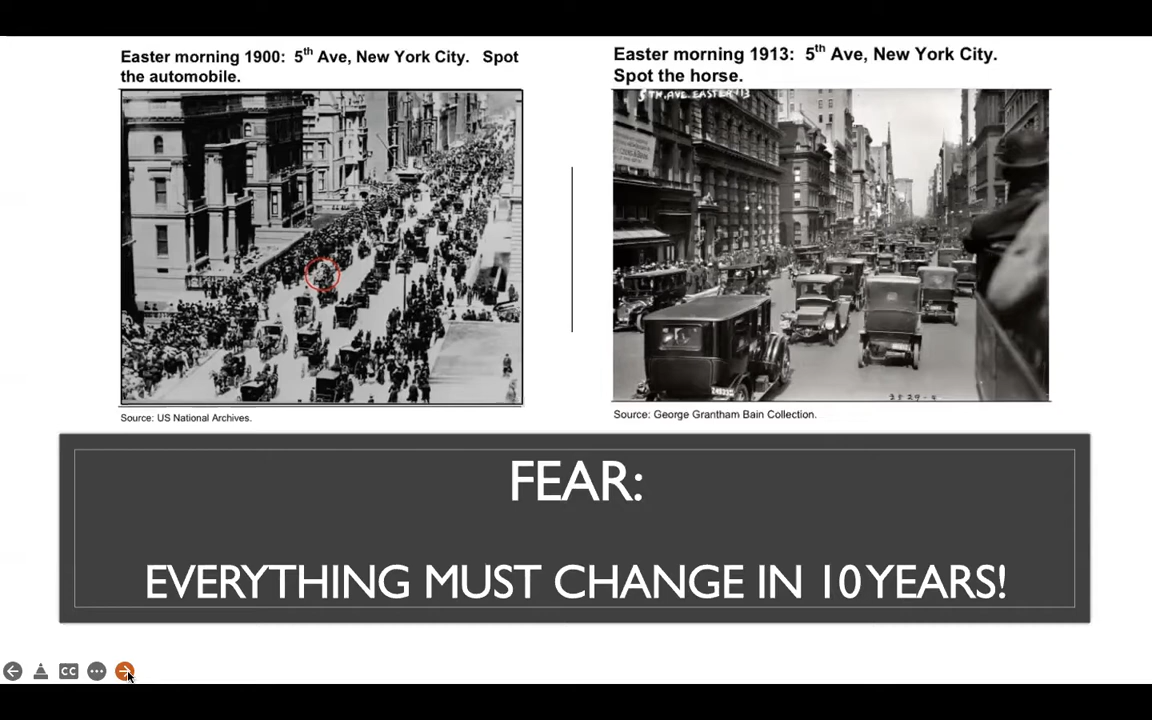 Easter morning 1900: 5th Ave, New York City. Spot
the automobile.
Easter morning 1913: 5th Ave, New York City.
Spot the horse.
5TH. AVE. EASTER '13
3529-4
Source: US National Archives.
Source: George Grantham Bain Collection.
FEAR:
EVERYTHING MUST CHANGE IN 10 YEARS!
CC